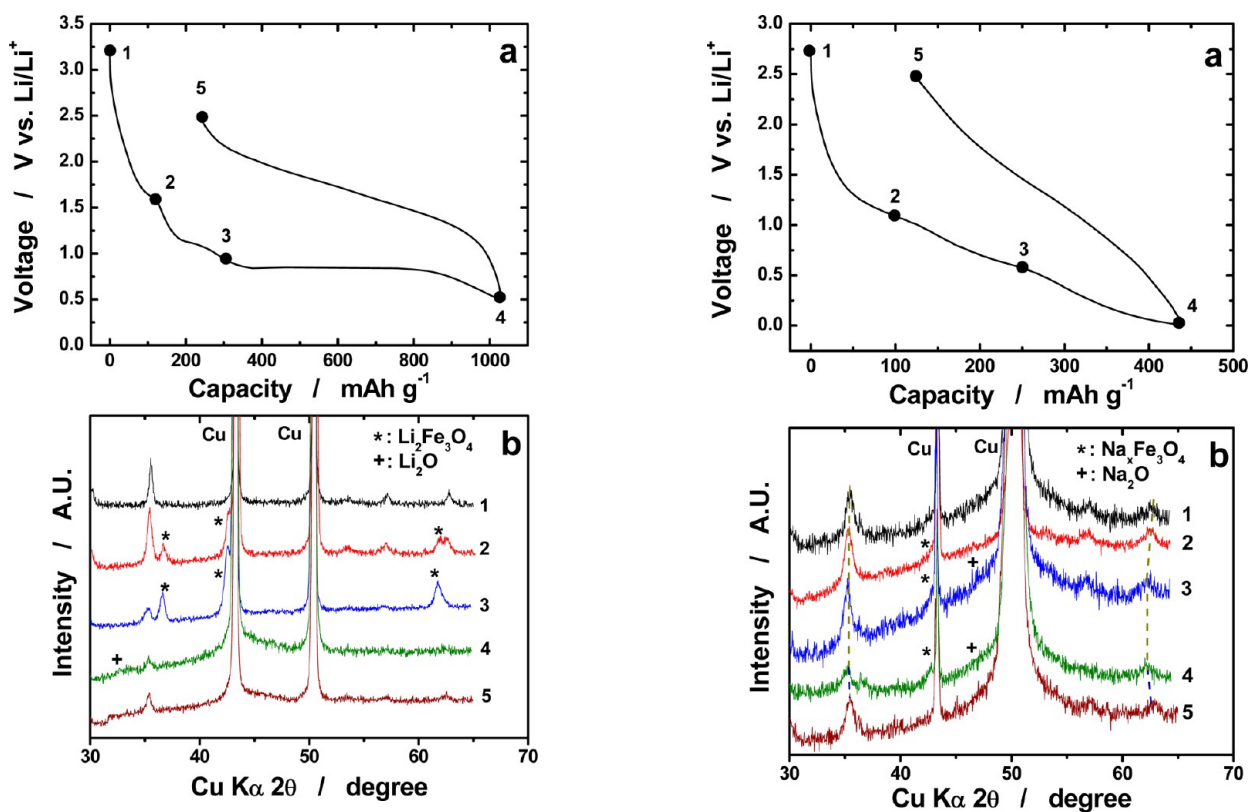 a
3.5
3.0
2.5
2.0
1.5
1.0
0.5
0.0
Voltage / V vs. Li/Li⁺
1
2
3
4
5
0 200 400 600 800 1000
Capacity / mAh g⁻¹
a
3.0
2.5
2.0
1.5
1.0
0.5
0.0
Voltage / V vs. Li/Li⁺
1
2
3
4
5
0 100 200 300 400 500
Capacity / mAh g⁻¹
b
Cu Cu
*: Li₂Fe₃O₄
+: Li₂O
Intensity / A.U.
1
* * * 2
* * * 3
+ 4
5
30 40 50 60 70
Cu Kα 2θ / degree
b
Cu Cu
*: NaₓFe₃O₄
+: Na₂O
Intensity / A.U.
1
* 2
* + 3
* + 4
5
30 40 50 60 70
Cu Kα 2θ / degree